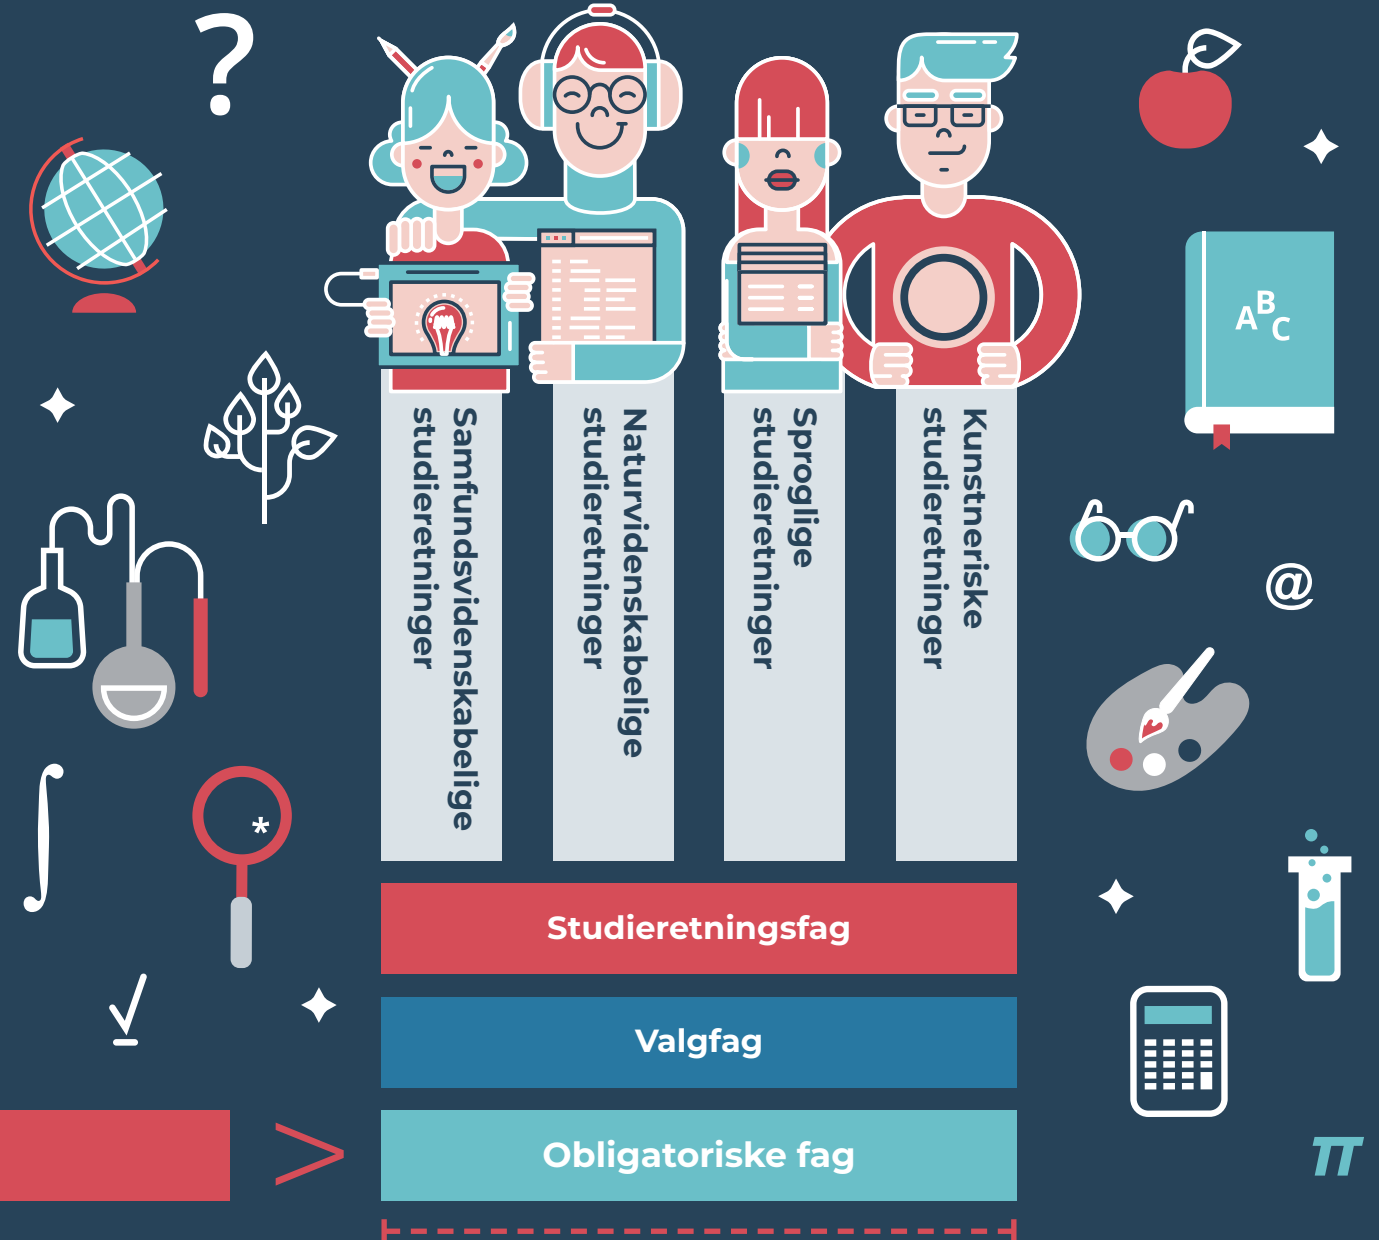 ?
A B C
Samfundsvidenskabelige
studieretninger
Naturvidenskabelige
studieretninger
Sproglige
studieretninger
Kunstneriske
studieretninger
@
∫
*
Studieretningsfag
Valgfag
>
Obligatoriske fag
π